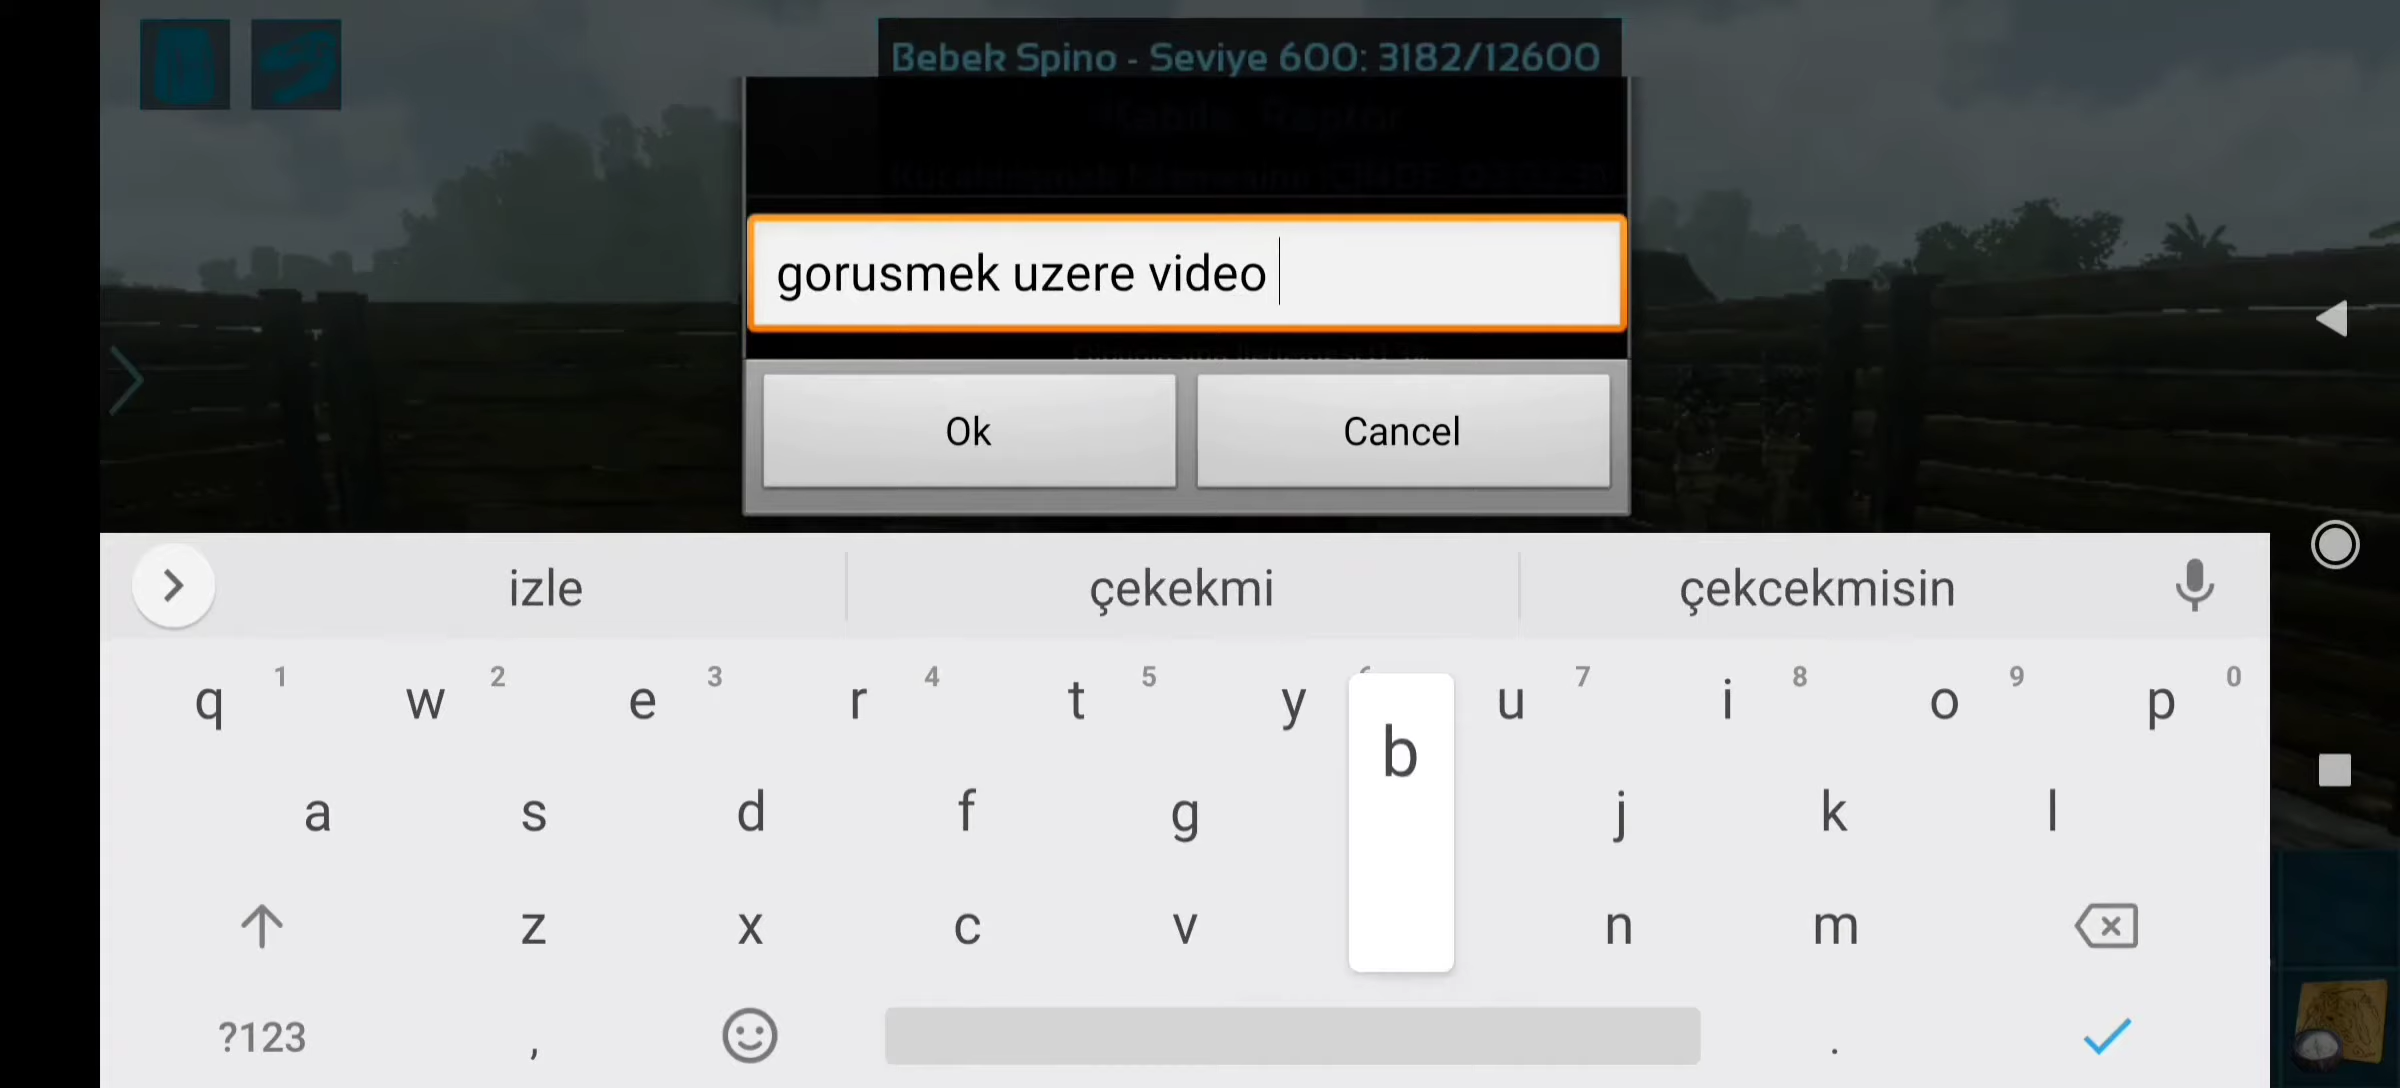 Bebek Spino - Seviye 600: 3182/12600
gorusmek uzere video
Ok Cancel
izle çekekmi çekcekmisin
1 2 3 4 5 7 8 9 0
q w e r t y u i o p
b
a s d f g j k l
z x c v n m
?123 , .